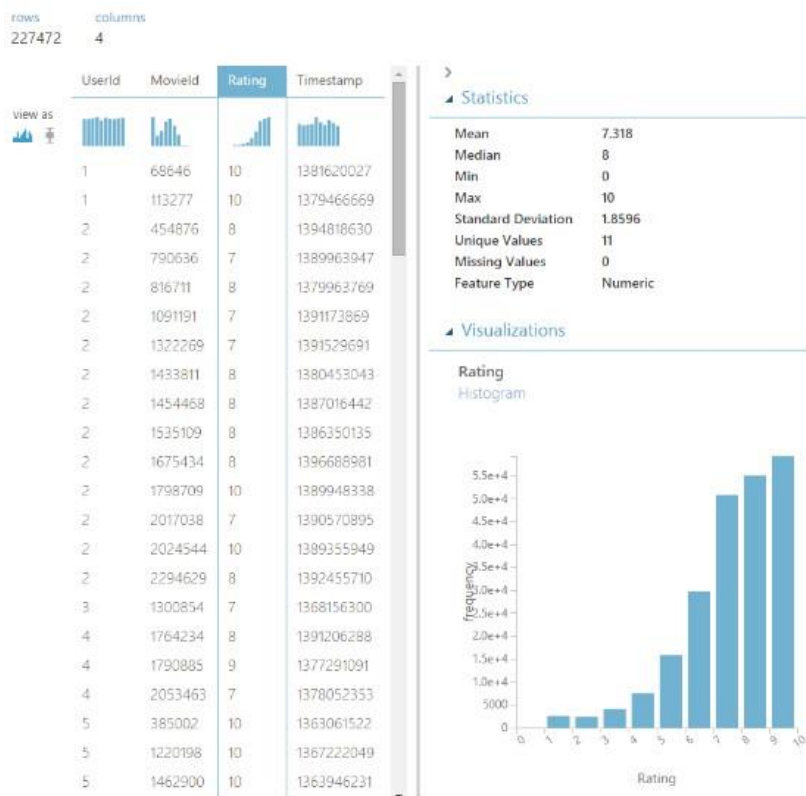 rows columns
227472 4
UserId MovieId Rating Timestamp
view as
1 68646 10 1381620027
1 113277 10 1379466669
2 454876 8 1394818630
2 790636 7 1389963947
2 816711 8 1379963769
2 1091191 7 1391173869
2 1322269 7 1391529691
2 1433811 8 1380453043
2 1454468 8 1387016442
2 1535109 8 1386350135
2 1675434 8 1396688981
2 1798709 10 1389948338
2 2017038 7 1390570895
2 2024544 10 1389355949
2 2294629 8 1392455710
3 1300854 7 1368156300
4 1764234 8 1391206288
4 1790885 9 1377291091
4 2053463 7 1378052353
5 385002 10 1363061522
5 1220198 10 1367222049
5 1462900 10 1363946231
Statistics
Mean 7.318
Median 8
Min 0
Max 10
Standard Deviation 1.8596
Unique Values 11
Missing Values 0
Feature Type Numeric
Visualizations
Rating
Histogram
5.5e+4
5.0e+4
4.5e+4
4.0e+4
3.5e+4
3.0e+4
2.5e+4
2.0e+4
1.5e+4
1.0e+4
5000
0
frequency
0 1 2 3 4 5 6 7 8 9 10
Rating